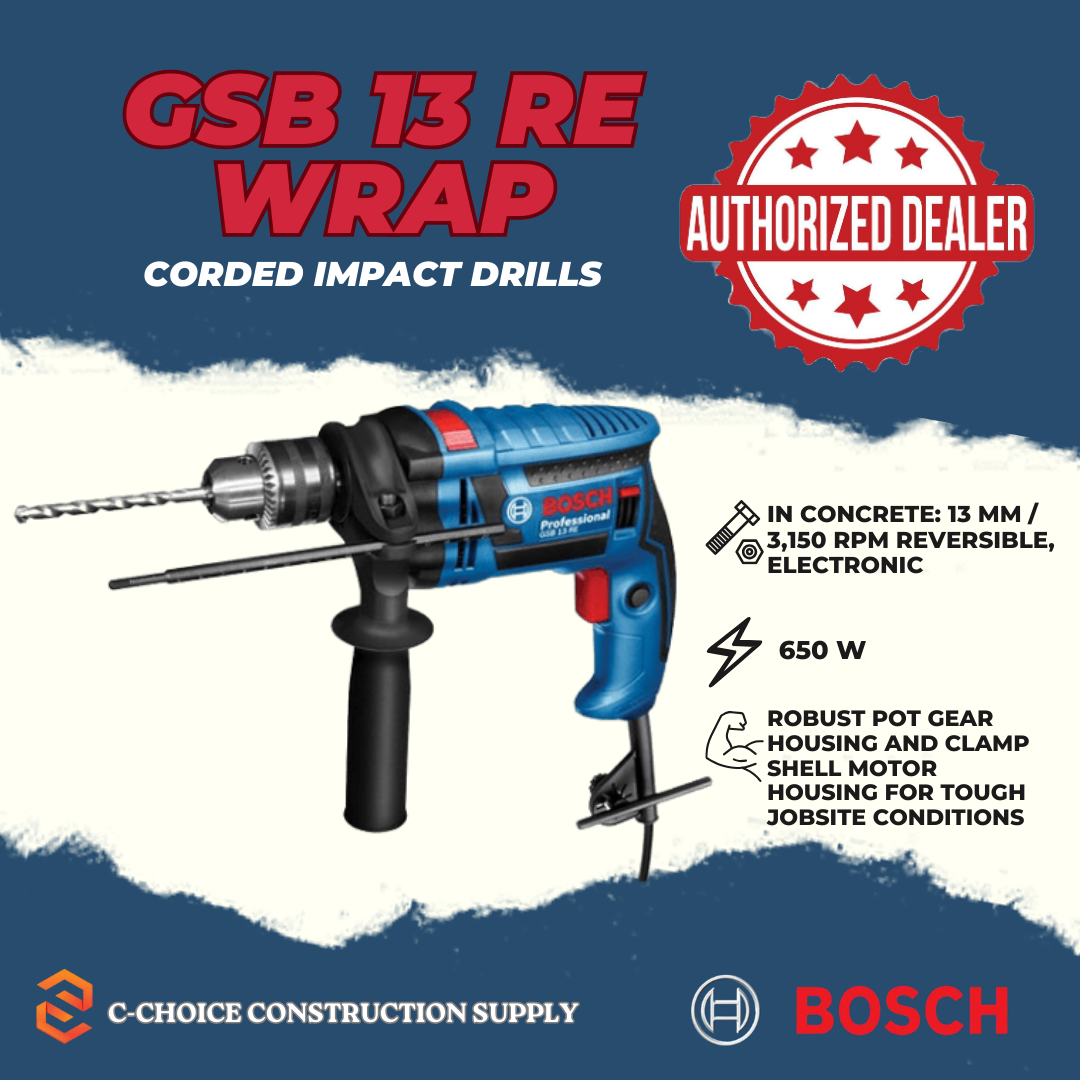 GSB 13 RE
WRAP
CORDED IMPACT DRILLS
AUTHORIZED DEALER
BOSCH
Professional
GSB 13 RE
IN CONCRETE: 13 MM /
3,150 RPM REVERSIBLE,
ELECTRONIC
650 W
ROBUST POT GEAR
HOUSING AND CLAMP
SHELL MOTOR
HOUSING FOR TOUGH
JOBSITE CONDITIONS
C-CHOICE CONSTRUCTION SUPPLY
BOSCH